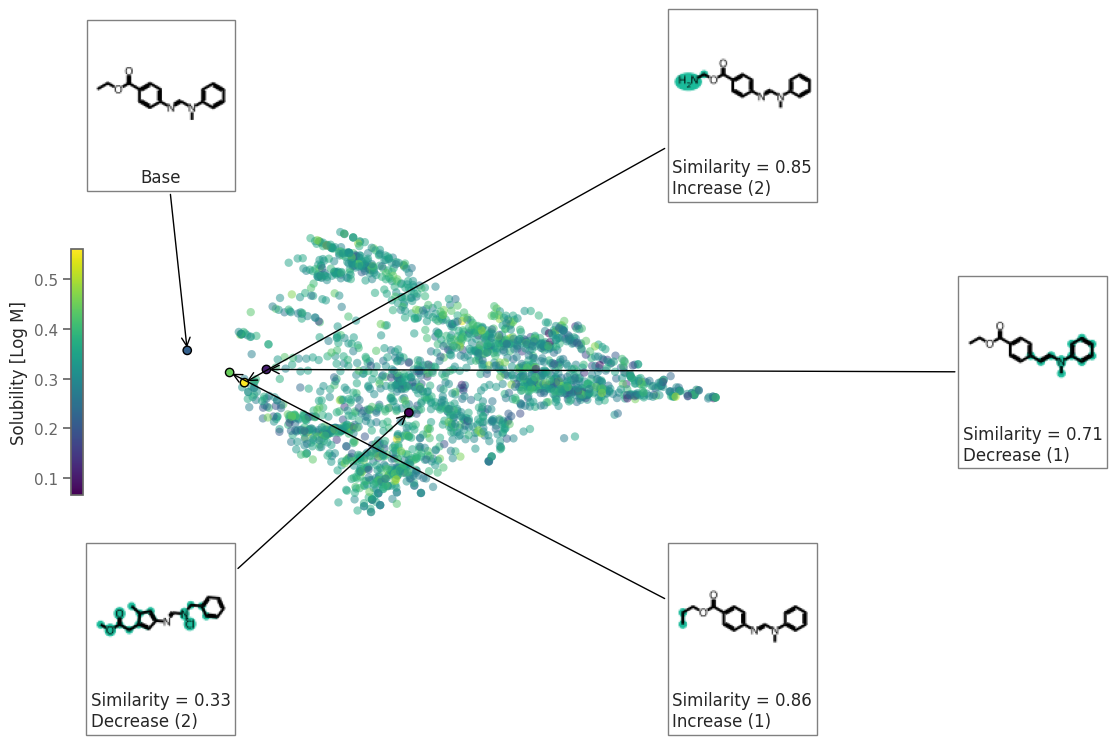 Base
Similarity = 0.85
Increase (2)
Solubility [Log M]
0.5
0.4
0.3
0.2
0.1
Similarity = 0.71
Decrease (1)
Similarity = 0.33
Decrease (2)
Similarity = 0.86
Increase (1)